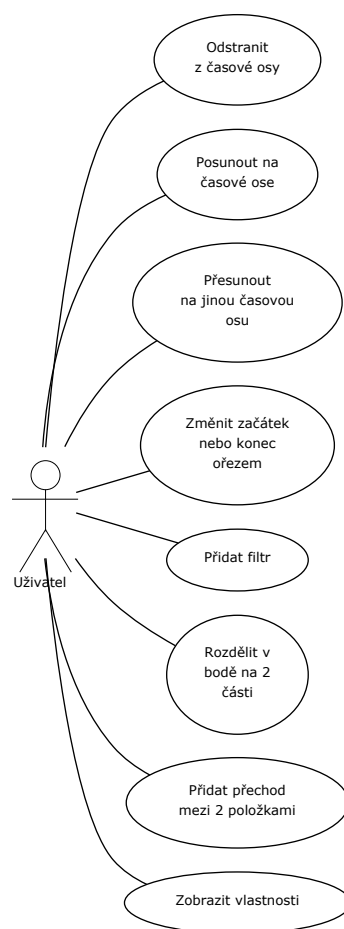 Odstranit
z časové osy
Posunout na
časové ose
Přesunout
na jinou časovou
osu
Změnit začátek
nebo konec
ořezem
Přidat filtr
Uživatel
Rozdělit v
bodě na 2
části
Přidat přechod
mezi 2 položkami
Zobrazit vlastnosti